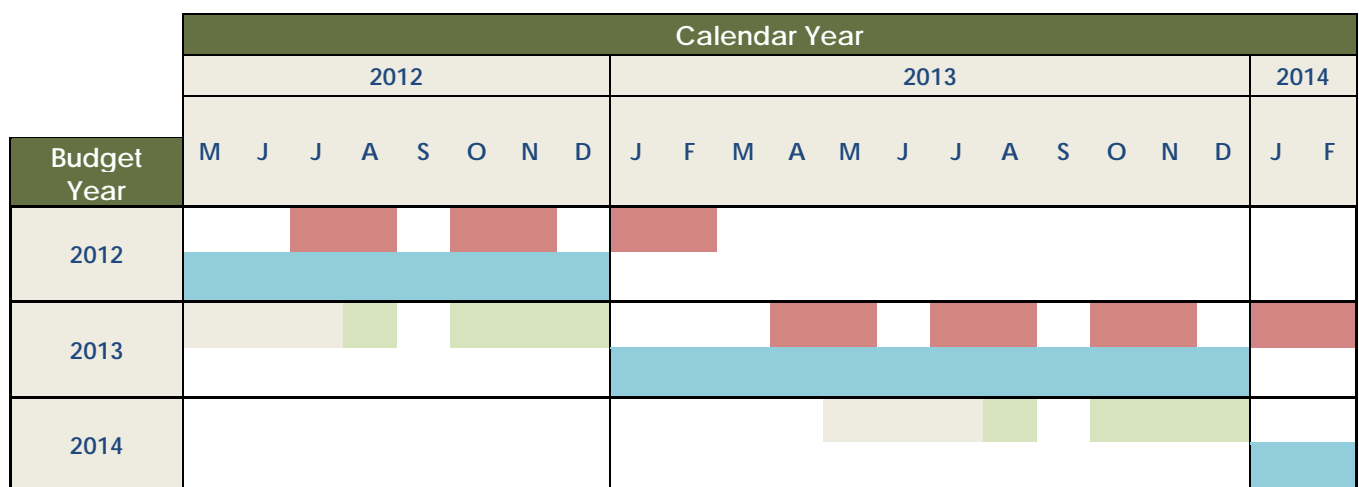 Calendar Year
2012 2013 2014
M J J A S O N D J F M A M J J A S O N D J F
Budget
Year
2012
2013
2014